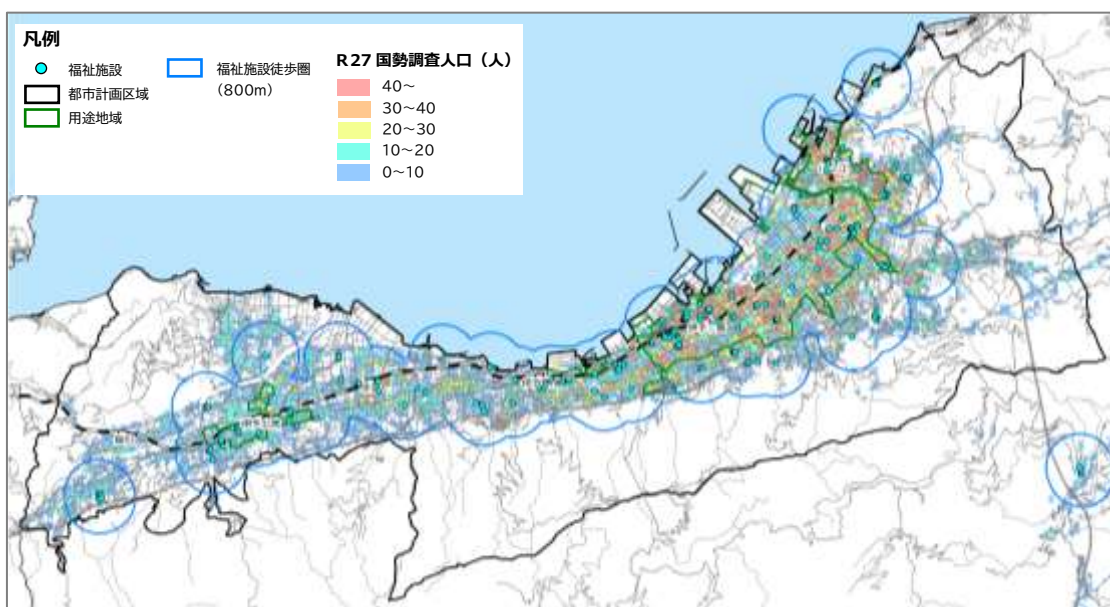 凡例
福祉施設
都市計画区域
用途地域
福祉施設徒歩圏
（800m）
R27 国勢調査人口（人）
40～
30～40
20～30
10～20
0～10